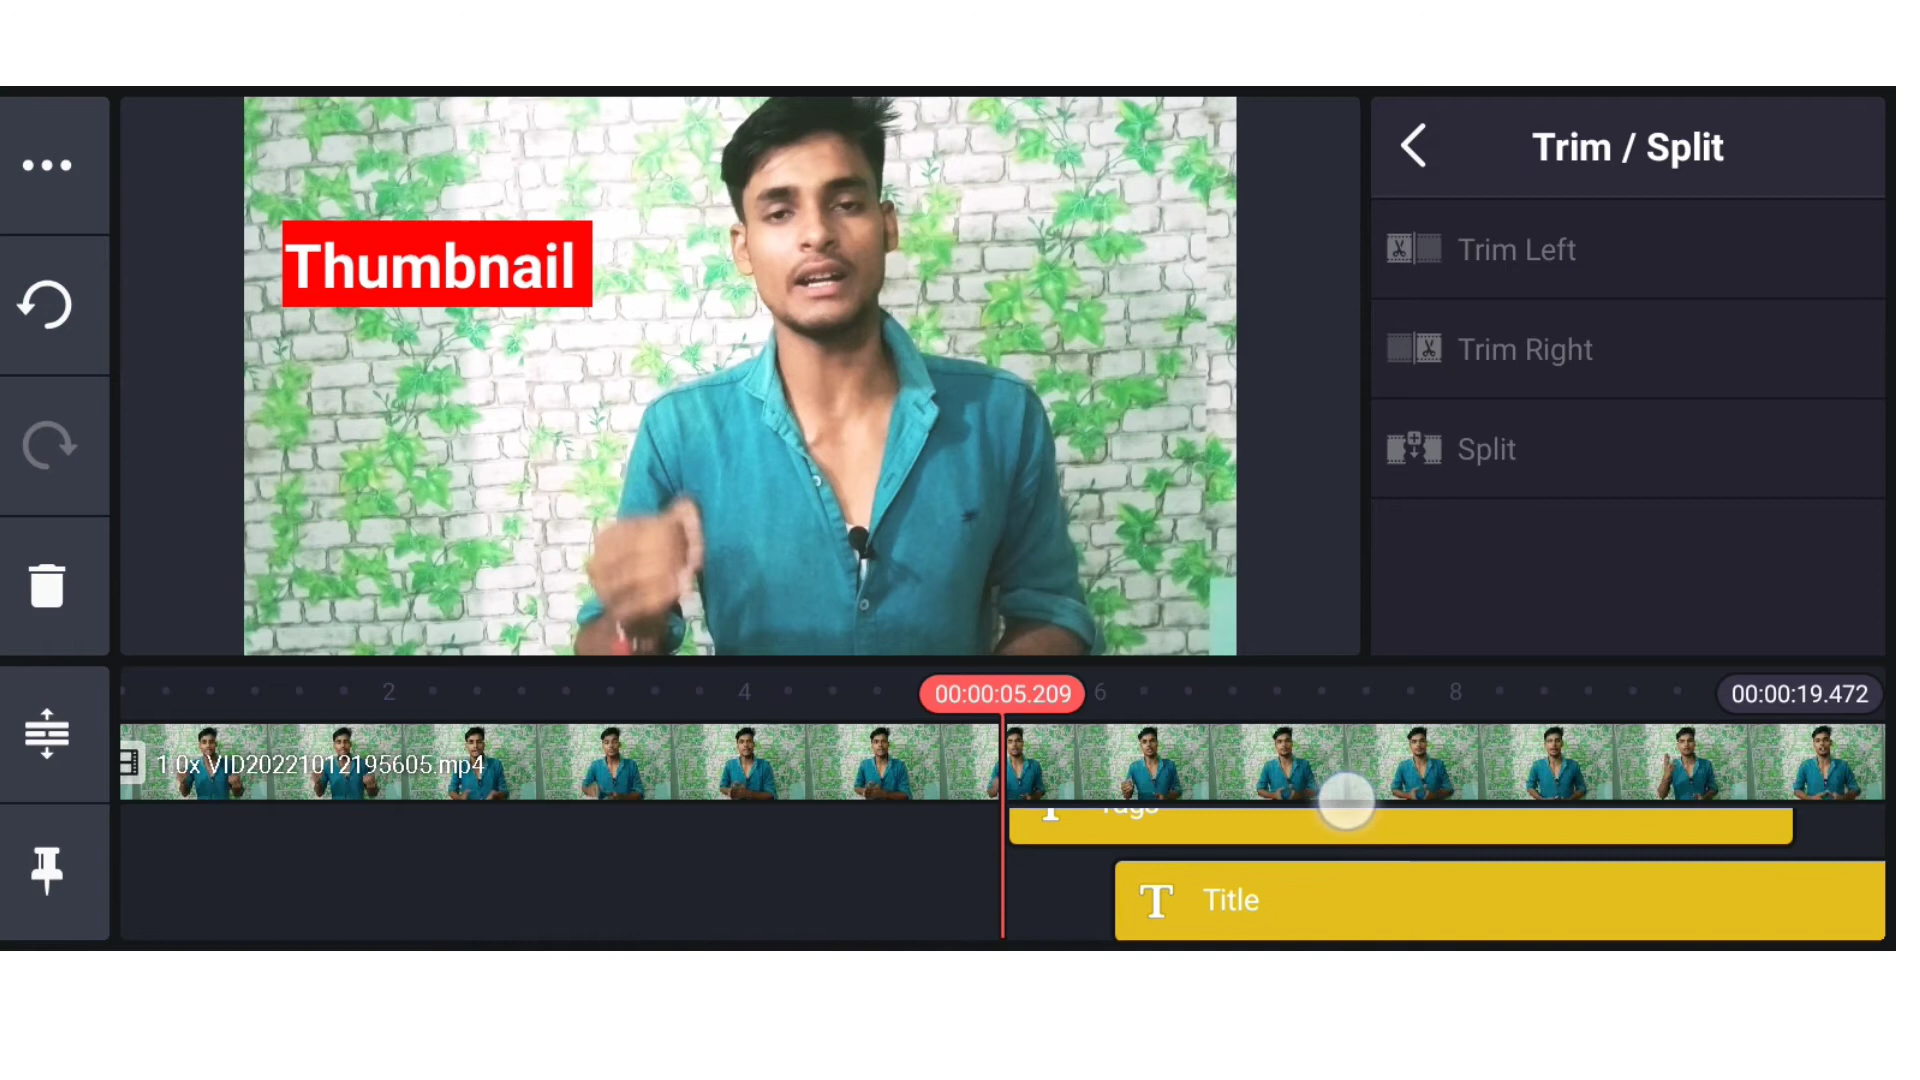 Trim / Split
Thumbnail
Trim Left
Trim Right
Split
2
4
00:00:05.209
6
8
00:00:19.472
1.0x VID20221012195605.mp4
Tags
T Title